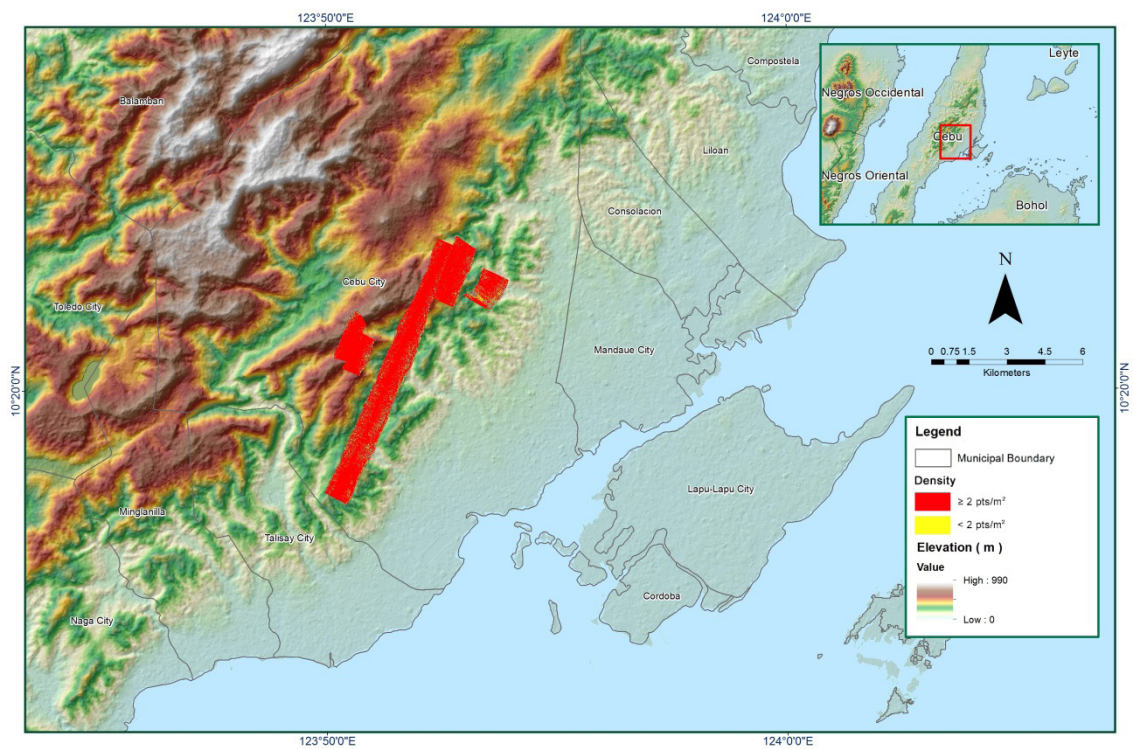 123°50'0"E
124°0'0"E
Compostela
Leyte
Balamban
Negros Occidental
Cebu
Liloan
Negros Oriental
Consolacion
Bohol
N
Cebu City
Toledo City
Mandaue City
0 0.75 1.5 3 4.5 6
Kilometers
10°20'0"N
10°20'0"N
Legend
Municipal Boundary
Density
≥ 2 pts/m²
< 2 pts/m²
Elevation ( m )
Value
High : 990
Low : 0
Lapu-Lapu City
Minglanilla
Talisay City
Cordoba
Naga City
123°50'0"E
124°0'0"E